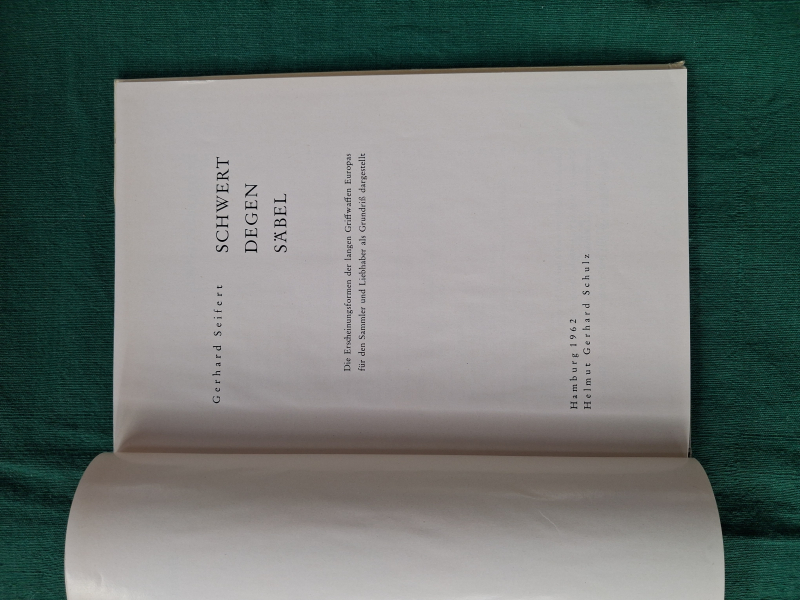 Gerhard Seifert
SCHWERT
DEGEN
SÄBEL
Die Erscheinungsformen der langen Griffwaffen Europas
für den Sammler und Liebhaber als Grundriß dargestellt
Hamburg 1962
Helmut Gerhard Schulz